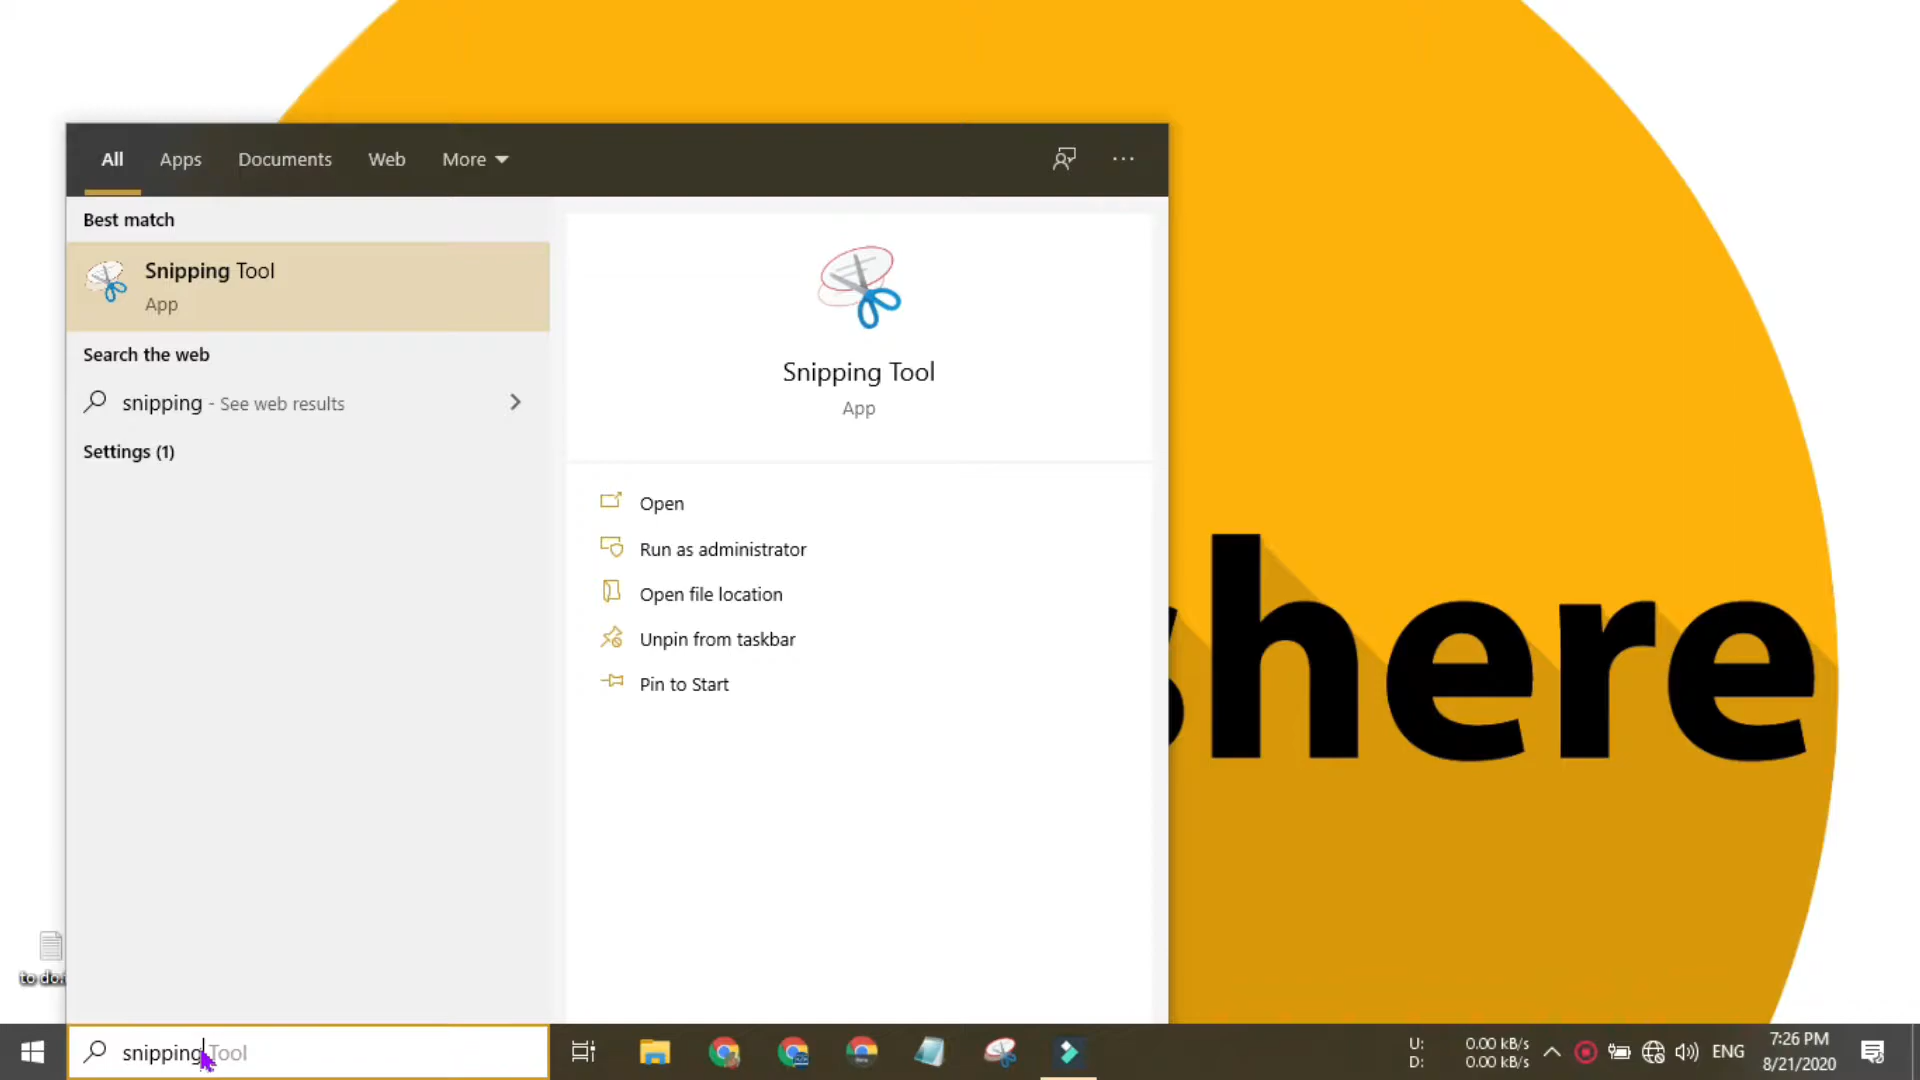 All Apps Documents Web More
Best match
Snipping Tool
App
Search the web
snipping - See web results
Settings (1)
Snipping Tool
App
Open
Run as administrator
Open file location
Unpin from taskbar
Pin to Start
here
to do.
snipping Tool
U: 0.00 kB/s
D: 0.00 kB/s
ENG
7:26 PM
8/21/2020